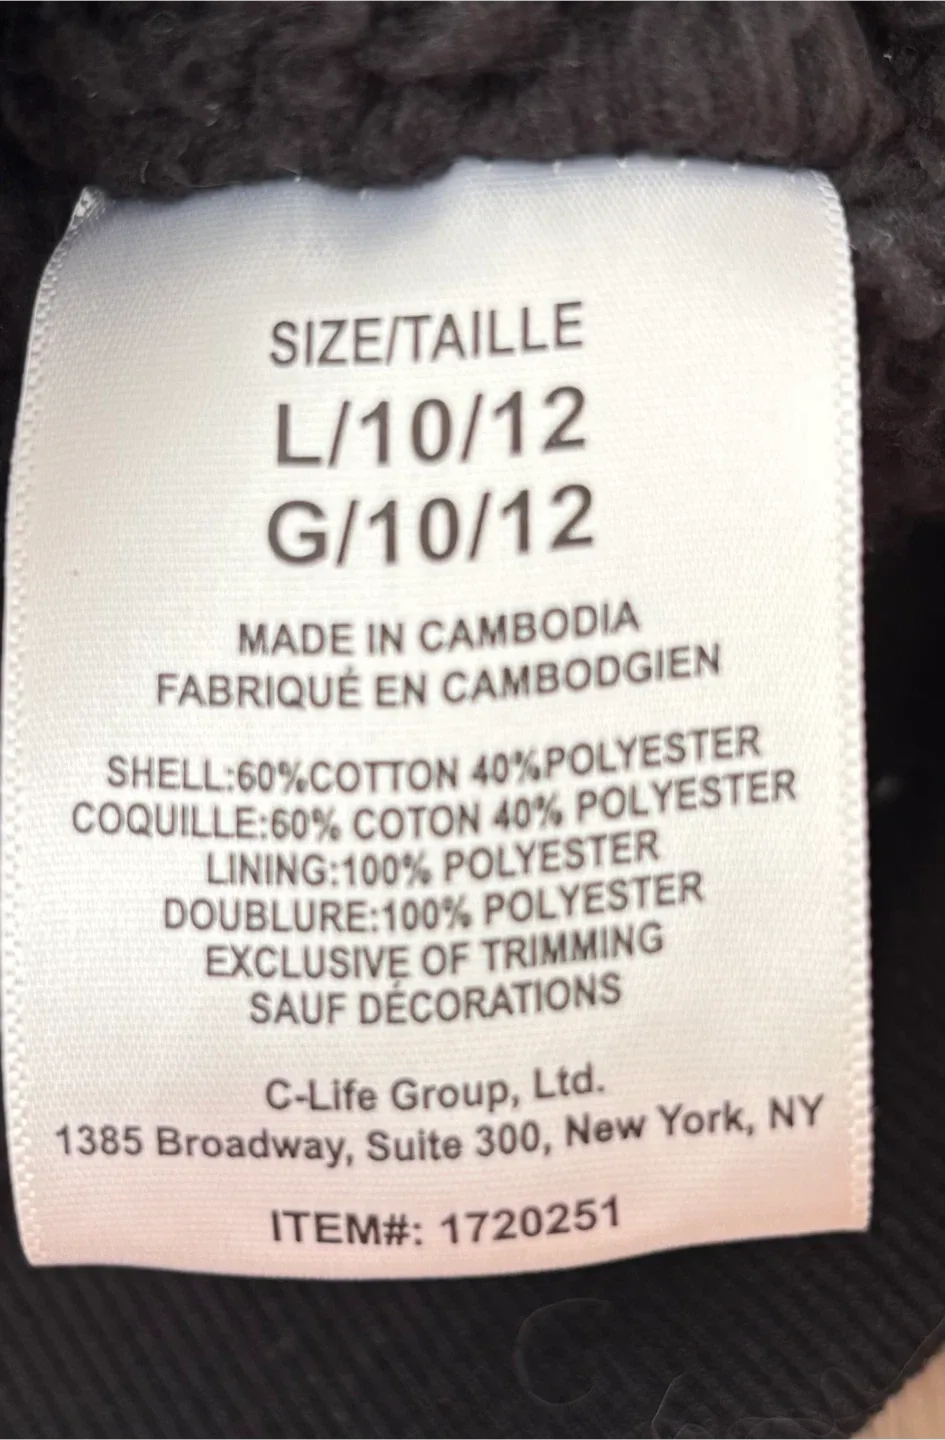 SIZE/TAILLE
L/10/12
G/10/12
MADE IN CAMBODIA
FABRIQUÉ EN CAMBODGIEN
SHELL:60%COTTON 40%POLYESTER
COQUILLE:60% COTON 40% POLYESTER
LINING:100% POLYESTER
DOUBLURE:100% POLYESTER
EXCLUSIVE OF TRIMMING
SAUF DÉCORATIONS
C-Life Group, Ltd.
1385 Broadway, Suite 300, New York, NY
ITEM#: 1720251